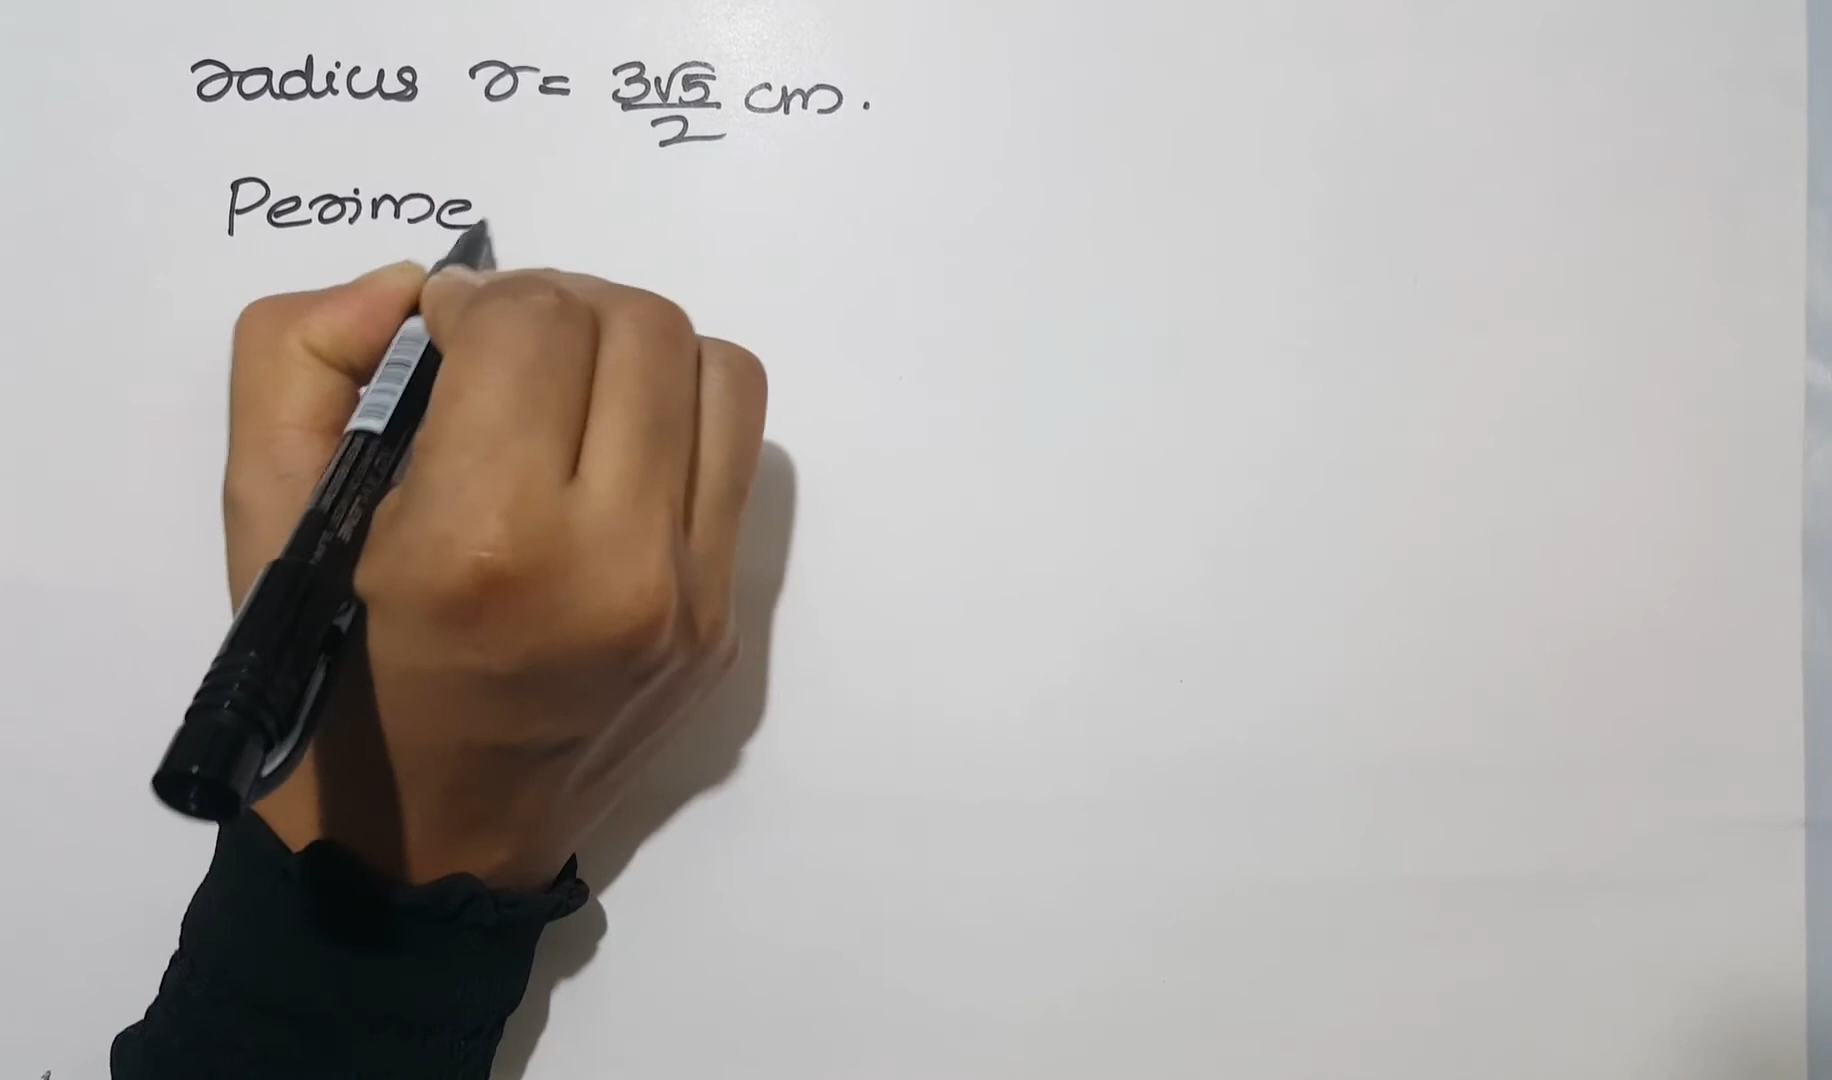 radius r = 3√5/2 cm.
Perime